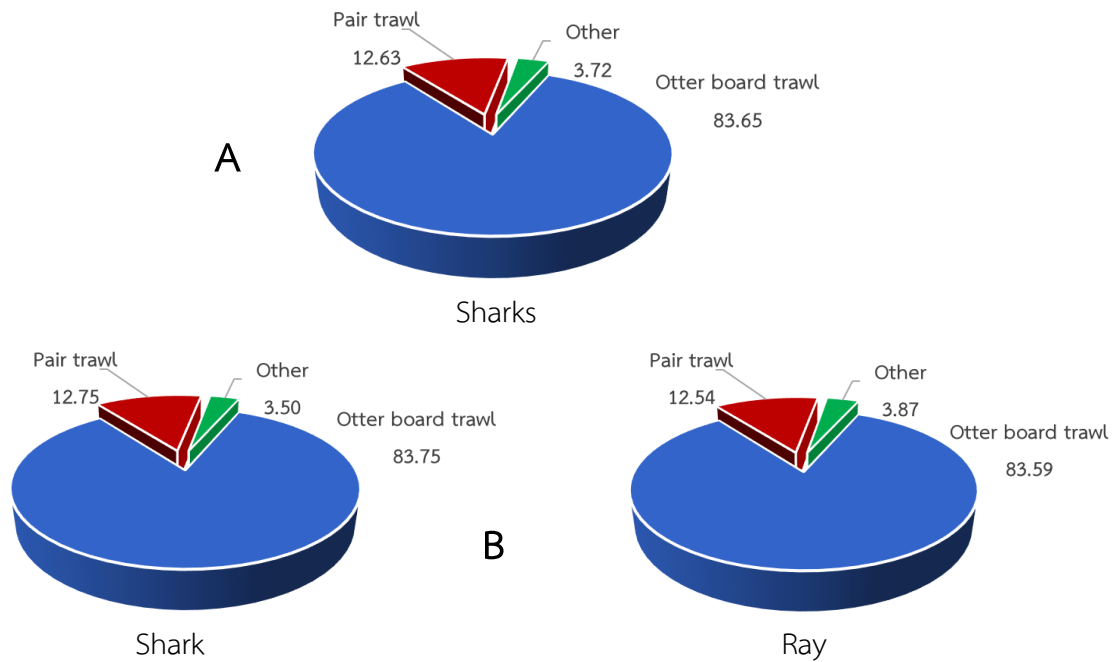 Pair trawl
12.63
Other
3.72
Otter board trawl
83.65
A
Sharks
Pair trawl
12.75
Other
3.50
Otter board trawl
83.75
Shark
B
Pair trawl
12.54
Other
3.87
Otter board trawl
83.59
Ray